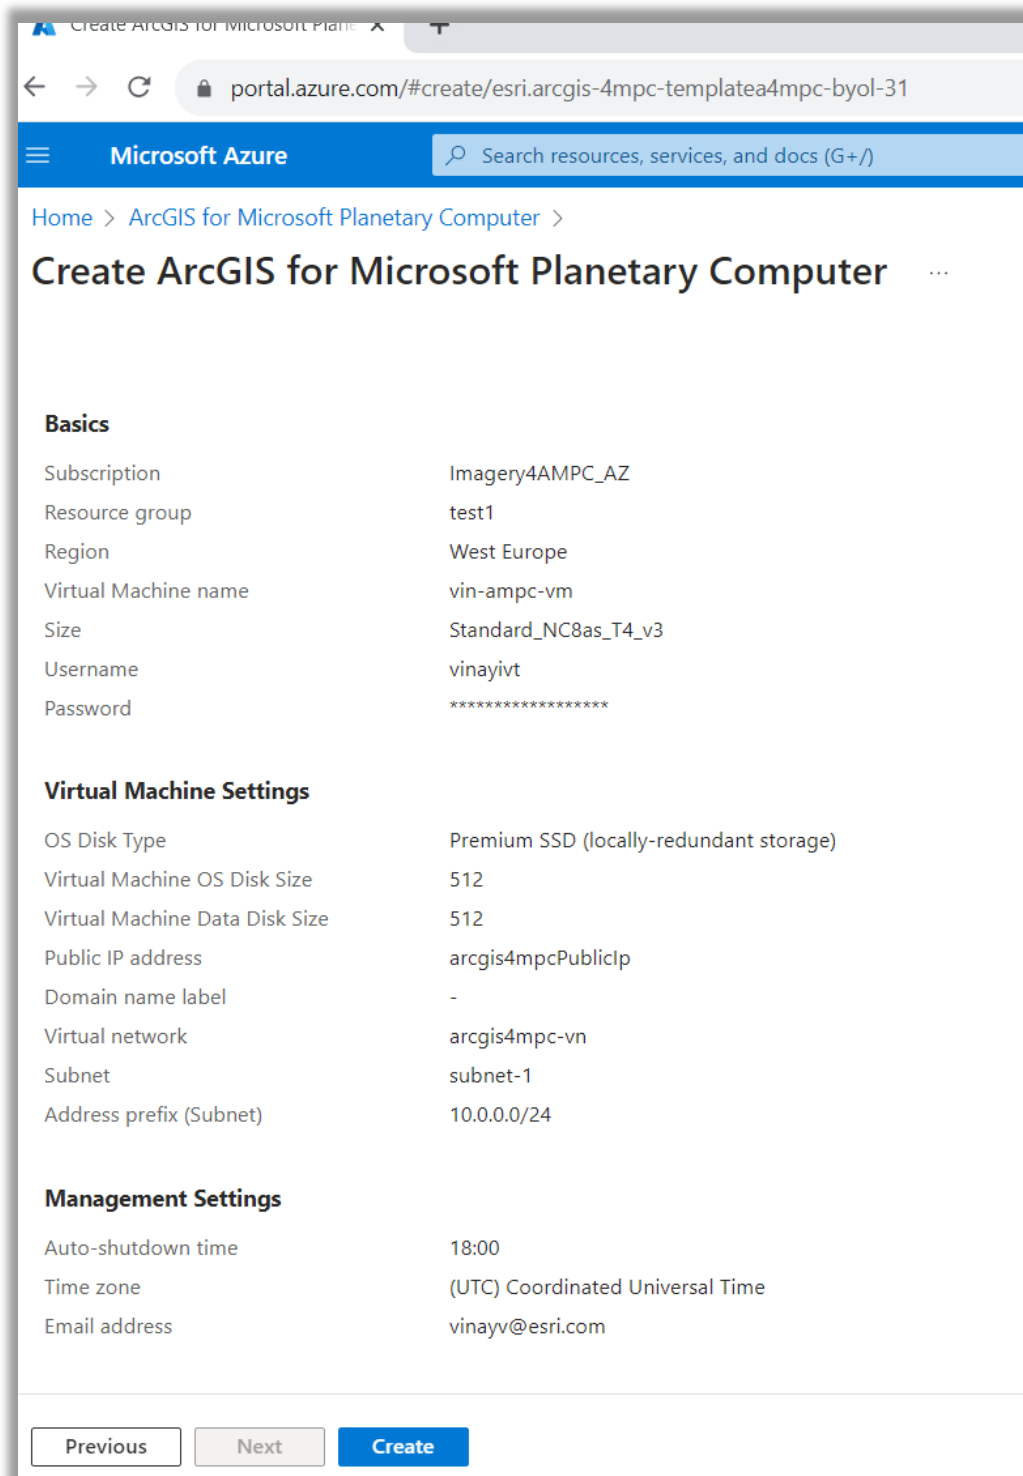 Create ArcGIS for Microsoft Plane
portal.azure.com/#create/esri.arcgis-4mpc-templatea4mpc-byol-31
Microsoft Azure Search resources, services, and docs (G+/)
Home > ArcGIS for Microsoft Planetary Computer >
Create ArcGIS for Microsoft Planetary Computer ...
Basics
Subscription Imagery4AMPC_AZ
Resource group test1
Region West Europe
Virtual Machine name vin-ampc-vm
Size Standard_NC8as_T4_v3
Username vinayivt
Password ******************
Virtual Machine Settings
OS Disk Type Premium SSD (locally-redundant storage)
Virtual Machine OS Disk Size 512
Virtual Machine Data Disk Size 512
Public IP address arcgis4mpcPublicIp
Domain name label -
Virtual network arcgis4mpc-vn
Subnet subnet-1
Address prefix (Subnet) 10.0.0.0/24
Management Settings
Auto-shutdown time 18:00
Time zone (UTC) Coordinated Universal Time
Email address vinayv@esri.com
Previous Next Create